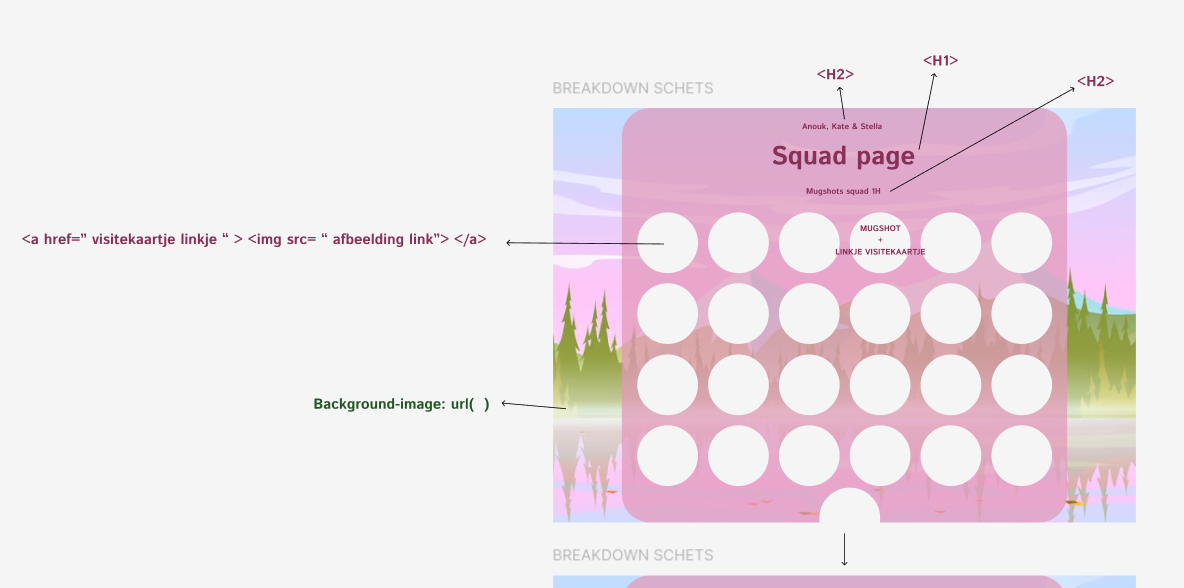 <H1>
<H2>
<H2>
BREAKDOWN SCHETS
Anouk, Kate & Stella
Squad page
Mugshots squad 1H
MUGSHOT
+
LINKJE VISITEKAARTJE
<a href=” visitekaartje linkje “ > <img src= “ afbeelding link”> </a>
Background-image: url(  )
BREAKDOWN SCHETS